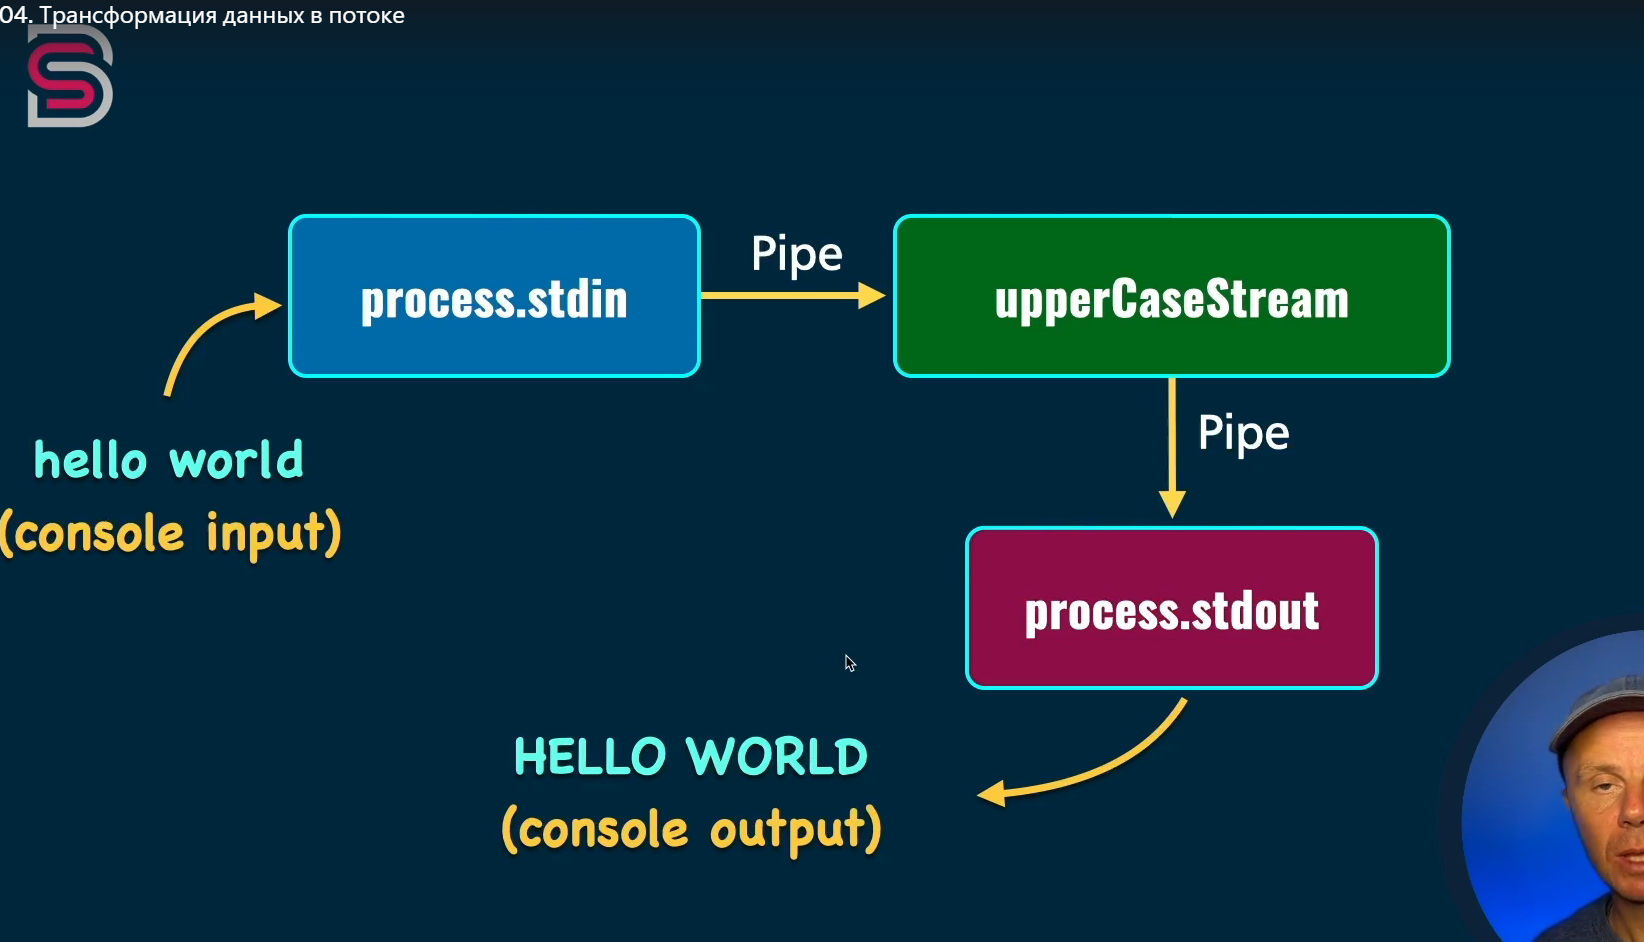 04. Трансформация данных в потоке
process.stdin
Pipe
upperCaseStream
hello world
(console input)
Pipe
process.stdout
HELLO WORLD
(console output)